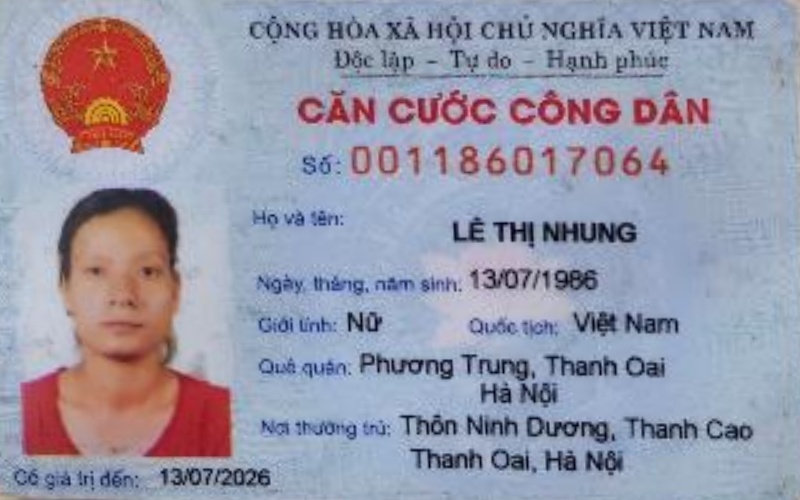 CỘNG HÒA XÃ HỘI CHỦ NGHĨA VIỆT NAM
Độc lập - Tự do - Hạnh phúc
CĂN CƯỚC CÔNG DÂN
Số: 001186017064
Họ và tên:
LÊ THỊ NHUNG
Ngày, tháng, năm sinh: 13/07/1986
Giới tính: Nữ Quốc tịch: Việt Nam
Quê quán: Phương Trung, Thanh Oai
Hà Nội
Nơi thường trú: Thôn Ninh Dương, Thanh Cao
Thanh Oai, Hà Nội
Có giá trị đến: 13/07/2026